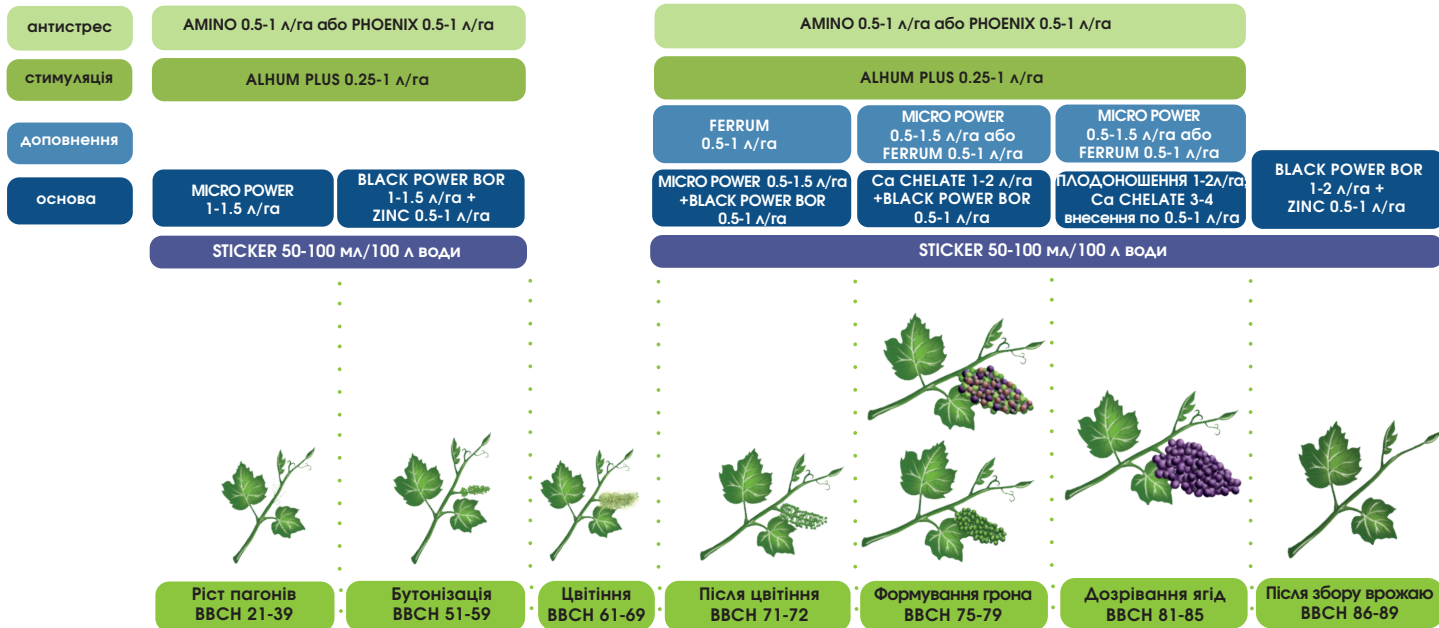 антистрес
AMINO 0.5-1 л/га або PHOENIX 0.5-1 л/га
AMINO 0.5-1 л/га або PHOENIX 0.5-1 л/га
стимуляція
ALHUM PLUS 0.25-1 л/га
ALHUM PLUS 0.25-1 л/га
доповнення
FERRUM
0.5-1 л/га
MICRO POWER
0.5-1.5 л/га або
FERRUM 0.5-1 л/га
MICRO POWER
0.5-1.5 л/га або
FERRUM 0.5-1 л/га
основа
MICRO POWER
1-1.5 л/га
BLACK POWER BOR
1-1.5 л/га +
ZINC 0.5-1 л/га
MICRO POWER 0.5-1.5 л/га
+BLACK POWER BOR
0.5-1 л/га
Ca CHELATE 1-2 л/га
+BLACK POWER BOR
0.5-1 л/га
ПЛОДОНОШЕННЯ 1-2л/га
Ca CHELATE 3-4
внесення по 0.5-1 л/га
BLACK POWER BOR
1-2 л/га +
ZINC 0.5-1 л/га
STICKER 50-100 мл/100 л води
STICKER 50-100 мл/100 л води
Ріст пагонів
BBCH 21-39
Бутонізація
BBCH 51-59
Цвітіння
BBCH 61-69
Після цвітіння
BBCH 71-72
Формування грона
BBCH 75-79
Дозрівання ягід
BBCH 81-85
Після збору врожаю
BBCH 86-89